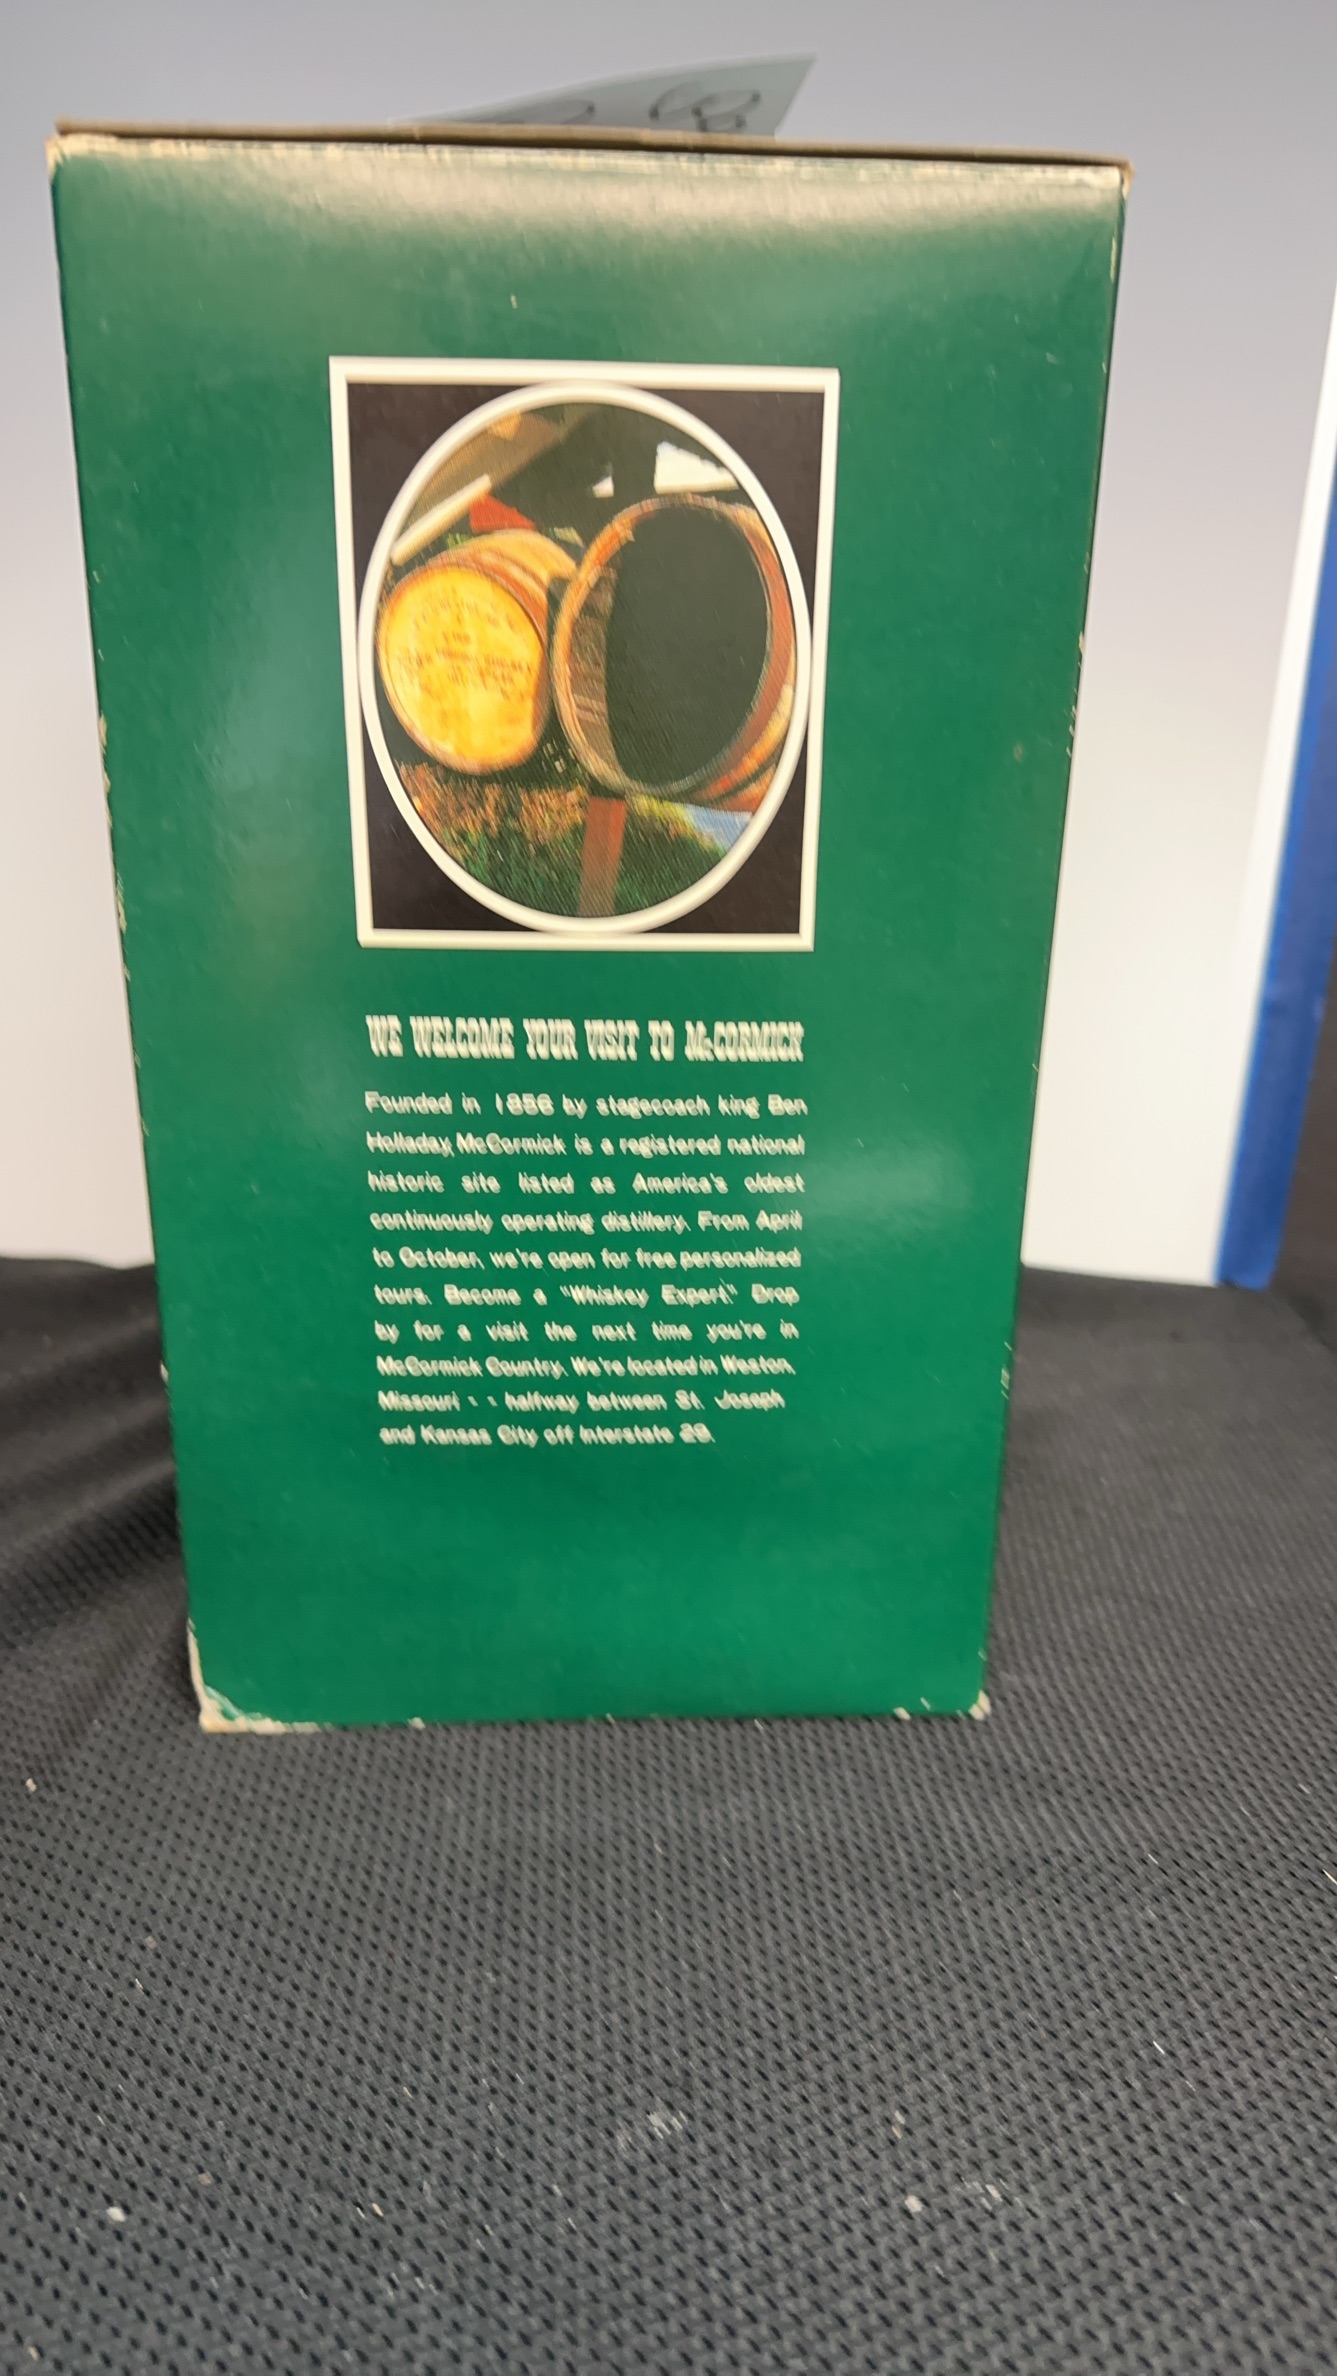 WE WELCOME YOUR VISIT TO McCORMICK
Founded in 1856 by stagecoach king Ben
Holladay, McCormick is a registered national
historic site listed as America's oldest
continuously operating distillery. From April
to October, we're open for free personalized
tours. Become a "Whiskey Expert." Drop
by for a visit the next time you're in
McCormick Country. We're located in Weston,
Missouri - - halfway between St. Joseph
and Kansas City off Interstate 29.